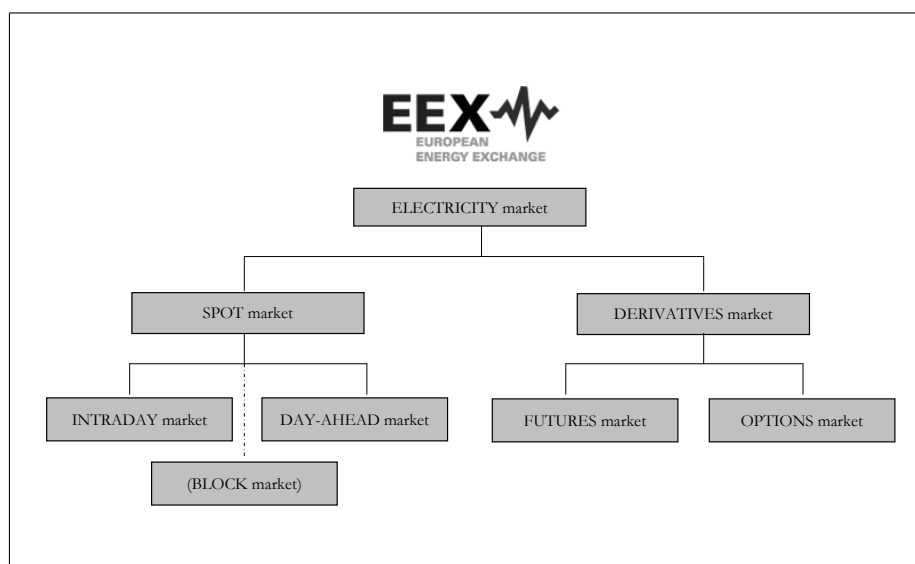 EEX
EUROPEAN
ENERGY EXCHANGE
ELECTRICITY market
SPOT market
DERIVATIVES market
INTRADAY market
DAY-AHEAD market
FUTURES market
OPTIONS market
(BLOCK market)